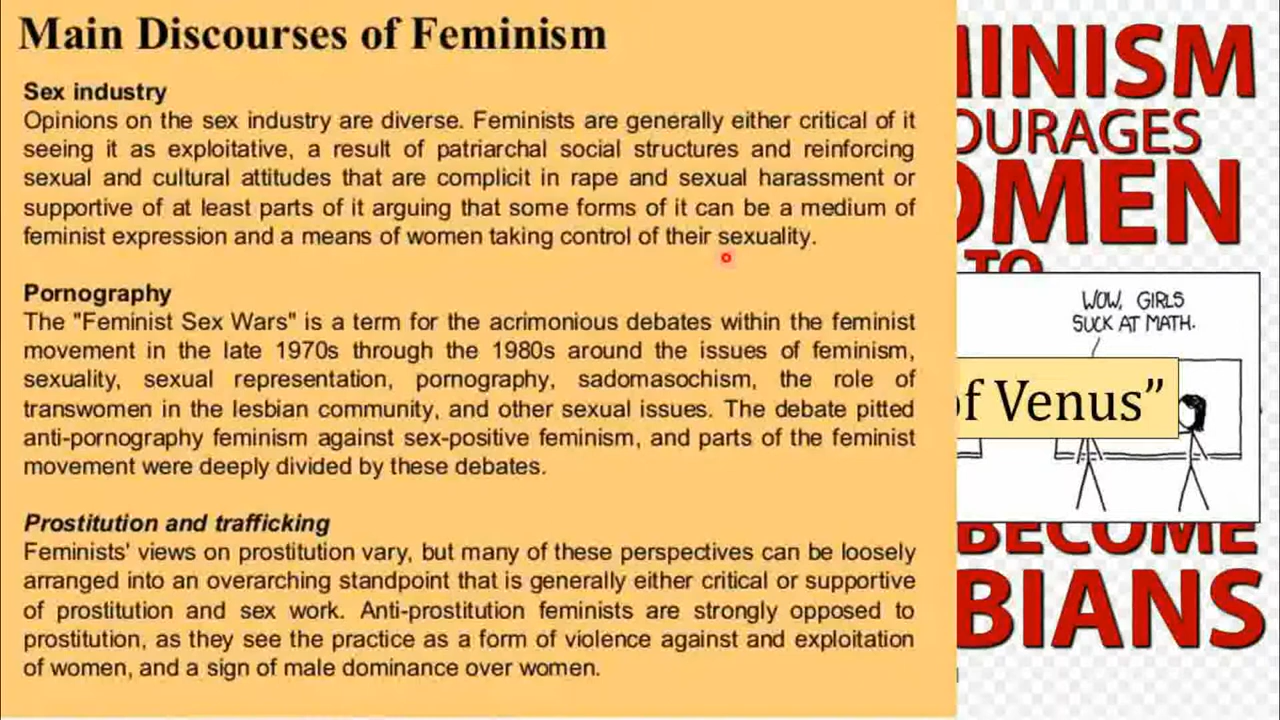 Main Discourses of Feminism
Sex industry
Opinions on the sex industry are diverse. Feminists are generally either critical of it
seeing it as exploitative, a result of patriarchal social structures and reinforcing
sexual and cultural attitudes that are complicit in rape and sexual harassment or
supportive of at least parts of it arguing that some forms of it can be a medium of
feminist expression and a means of women taking control of their sexuality.
Pornography
The "Feminist Sex Wars" is a term for the acrimonious debates within the feminist
movement in the late 1970s through the 1980s around the issues of feminism,
sexuality, sexual representation, pornography, sadomasochism, the role of
transwomen in the lesbian community, and other sexual issues. The debate pitted
anti-pornography feminism against sex-positive feminism, and parts of the feminist
movement were deeply divided by these debates.
Prostitution and trafficking
Feminists' views on prostitution vary, but many of these perspectives can be loosely
arranged into an overarching standpoint that is generally either critical or supportive
of prostitution and sex work. Anti-prostitution feminists are strongly opposed to
prostitution, as they see the practice as a form of violence against and exploitation
of women, and a sign of male dominance over women.
INISM
OURAGES
OMEN
TO
WOW, GIRLS
SUCK AT MATH.
of Venus”
BECOME
BIANS